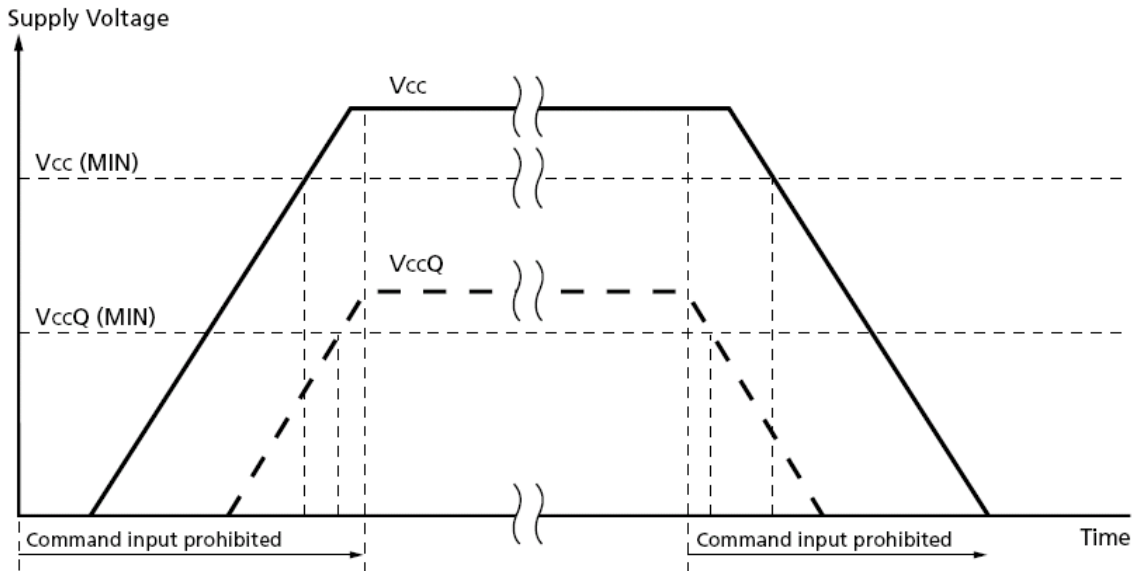 Supply Voltage
Vcc
Vcc (MIN)
VccQ
VccQ (MIN)
Time
Command input prohibited
Command input prohibited